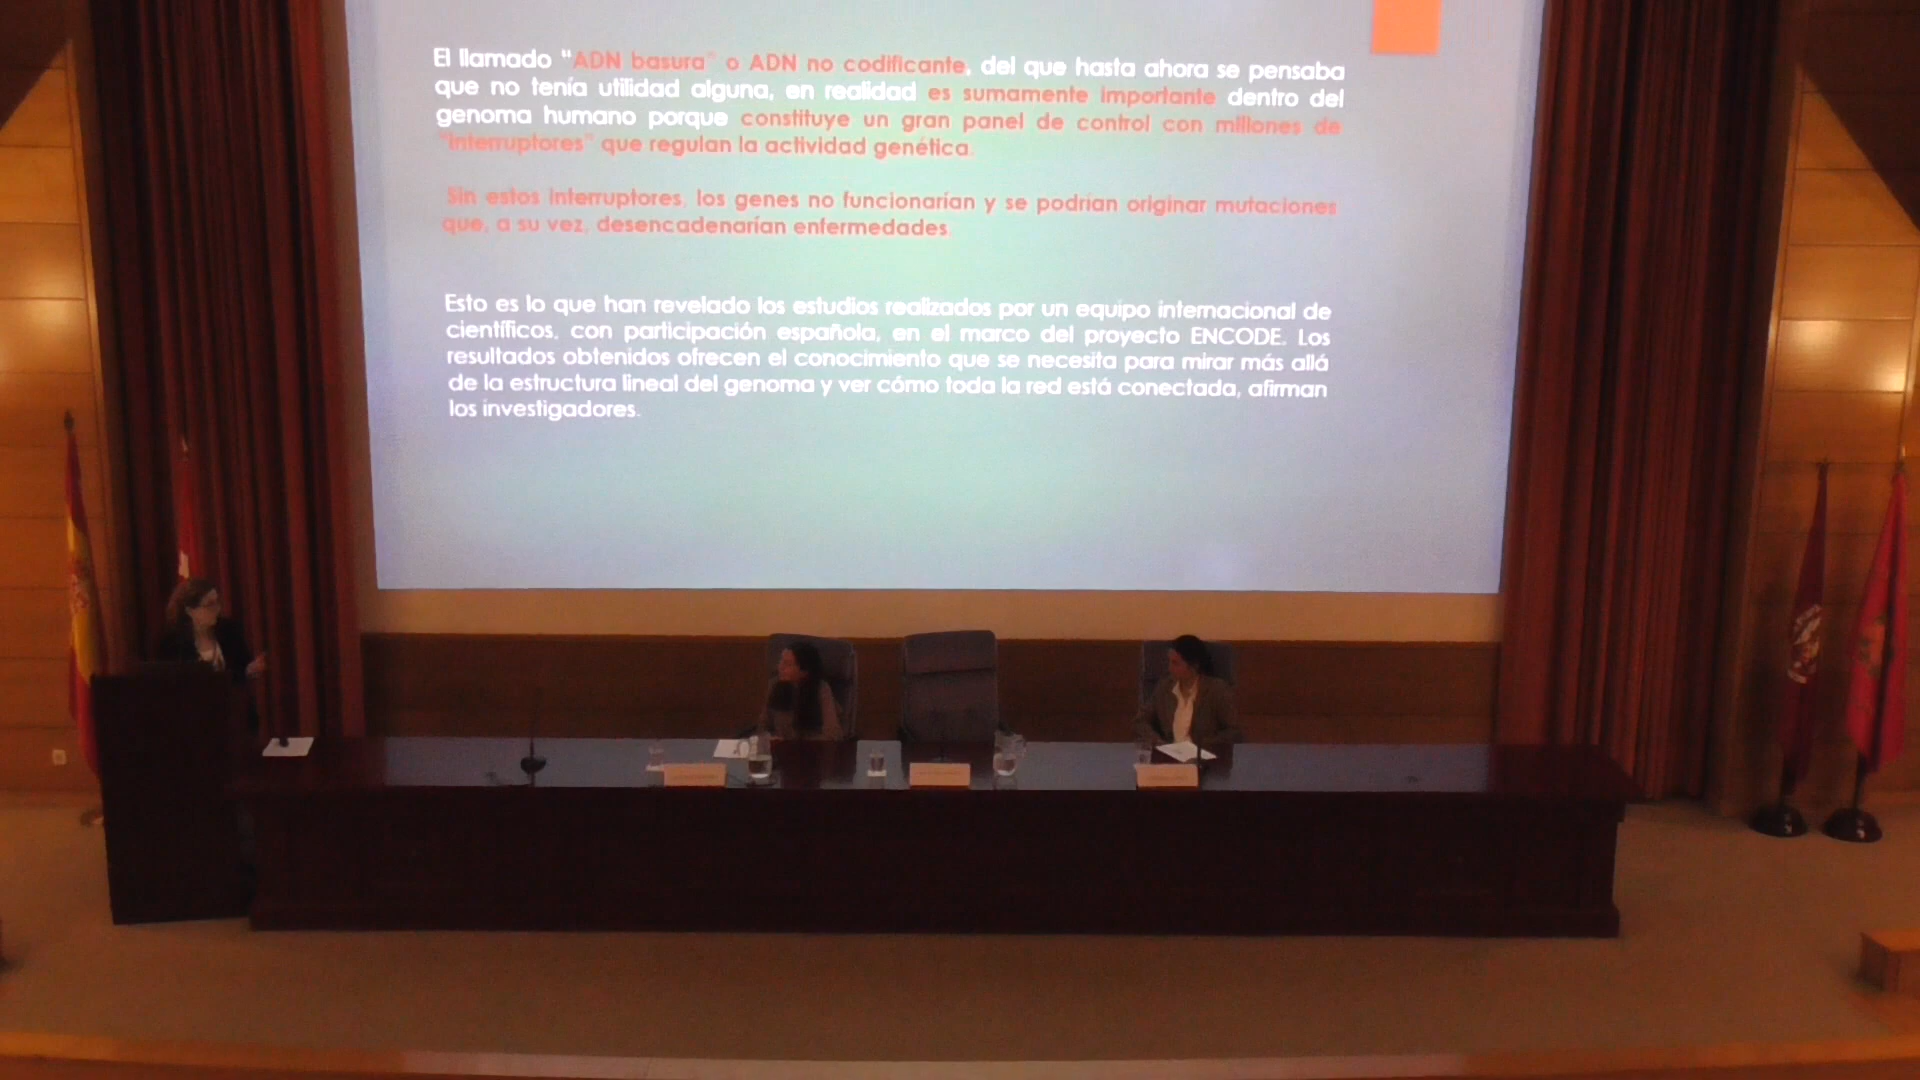 El llamado "ADN basura" o ADN no codificante, del que hasta ahora se pensaba
que no tenía utilidad alguna, en realidad es sumamente importante dentro del
genoma humano porque constituye un gran panel de control con millones de
"interruptores" que regulan la actividad genética.
Sin estos interruptores, los genes no funcionarían y se podrían originar mutaciones
que, a su vez, desencadenarían enfermedades.
Esto es lo que han revelado los estudios realizados por un equipo internacional de
científicos, con participación española, en el marco del proyecto ENCODE. Los
resultados obtenidos ofrecen el conocimiento que se necesita para mirar más allá
de la estructura lineal del genoma y ver cómo toda la red está conectada, afirman
los investigadores.